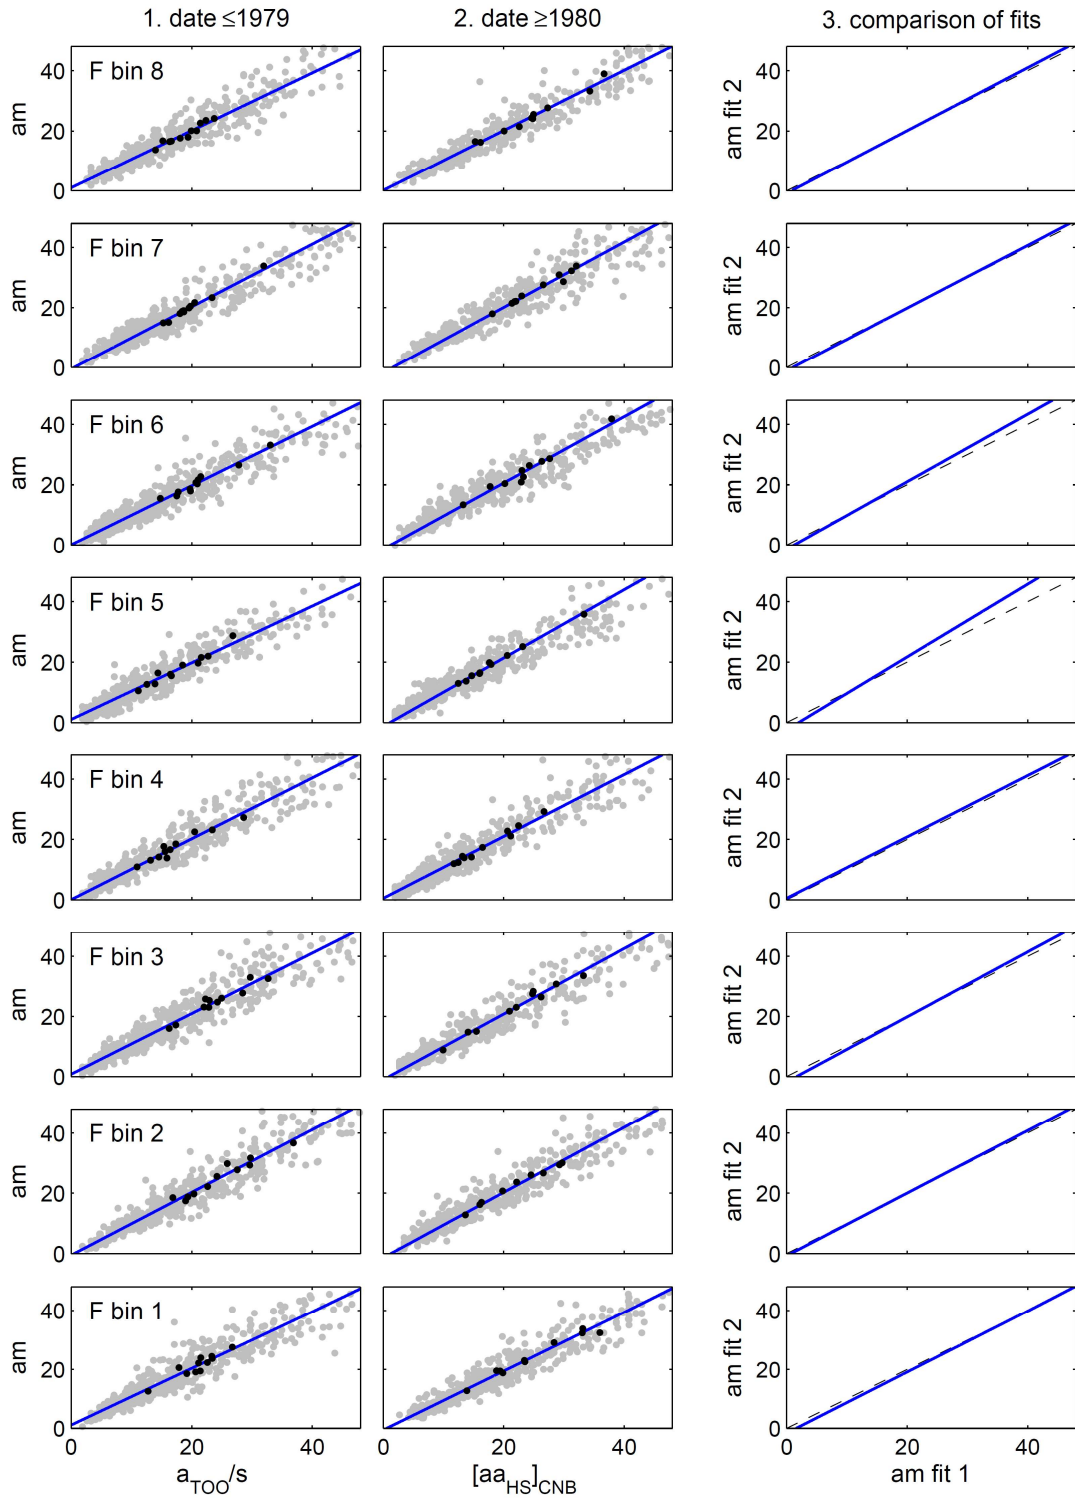 1. date ≤1979
2. date ≥1980
3. comparison of fits
F bin 8
am
40
20
0
am fit 2
40
20
0
F bin 7
am
40
20
0
am fit 2
40
20
0
F bin 6
am
40
20
0
am fit 2
40
20
0
F bin 5
am
40
20
0
am fit 2
40
20
0
F bin 4
am
40
20
0
am fit 2
40
20
0
F bin 3
am
40
20
0
am fit 2
40
20
0
F bin 2
am
40
20
0
am fit 2
40
20
0
F bin 1
am
40
20
0
am fit 2
40
20
0
0 20 40
0 20 40
0 20 40
a_TOO/s
[aa_HS]_CNB
am fit 1